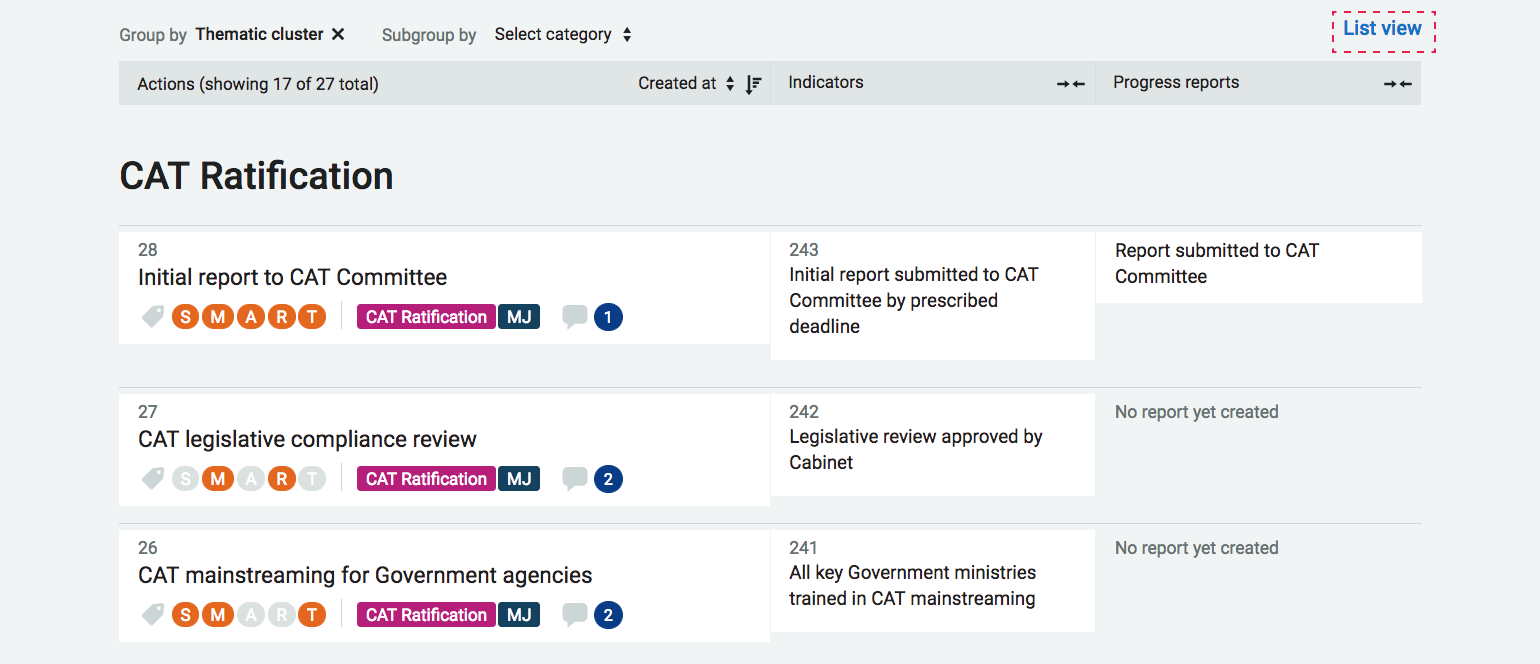 Group by Thematic cluster ✕ Subgroup by Select category List view
Actions (showing 17 of 27 total) Created at Indicators Progress reports
CAT Ratification
28
Initial report to CAT Committee
S M A R T CAT Ratification MJ 1
243
Initial report submitted to CAT
Committee by prescribed
deadline
Report submitted to CAT
Committee
27
CAT legislative compliance review
S M A R T CAT Ratification MJ 2
242
Legislative review approved by
Cabinet
No report yet created
26
CAT mainstreaming for Government agencies
S M A R T CAT Ratification MJ 2
241
All key Government ministries
trained in CAT mainstreaming
No report yet created